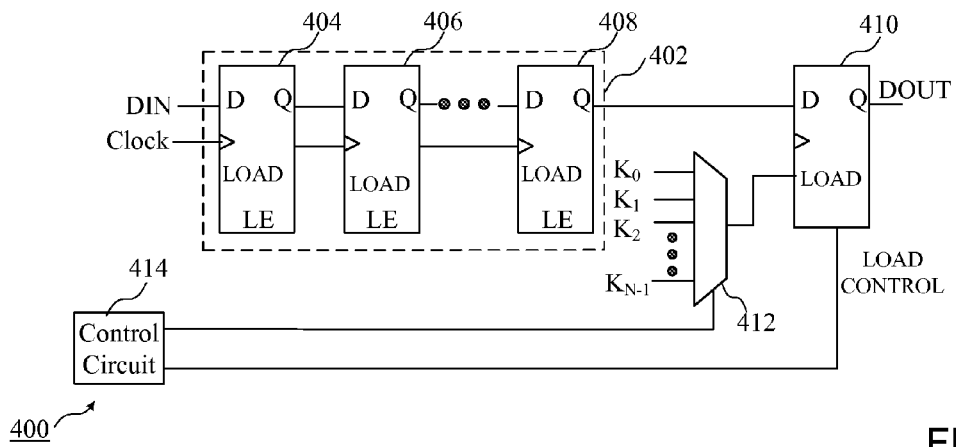 404
406
408
402
410
DIN
D
Q
D
Q
D
Q
D
Q
DOUT
Clock
LOAD
LOAD
LOAD
LOAD
LE
LE
LE
K0
K1
K2
KN-1
LOAD
CONTROL
412
414
Control
Circuit
400